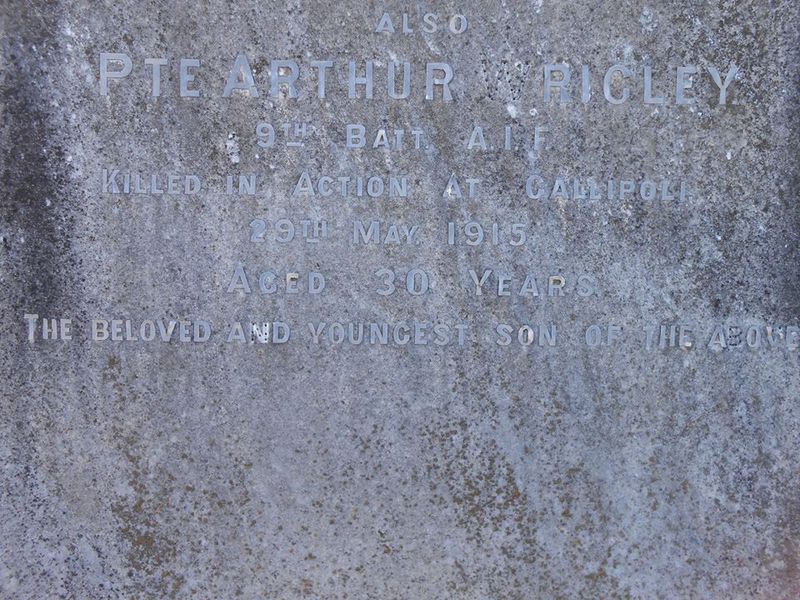 ALSO
PTE ARTHUR W RIGLEY
9TH BATT. A.I.F.
KILLED IN ACTION AT GALLIPOLI
29TH MAY. 1915.
AGED 30 YEARS.
THE BELOVED AND YOUNGEST SON OF THE ABOVE